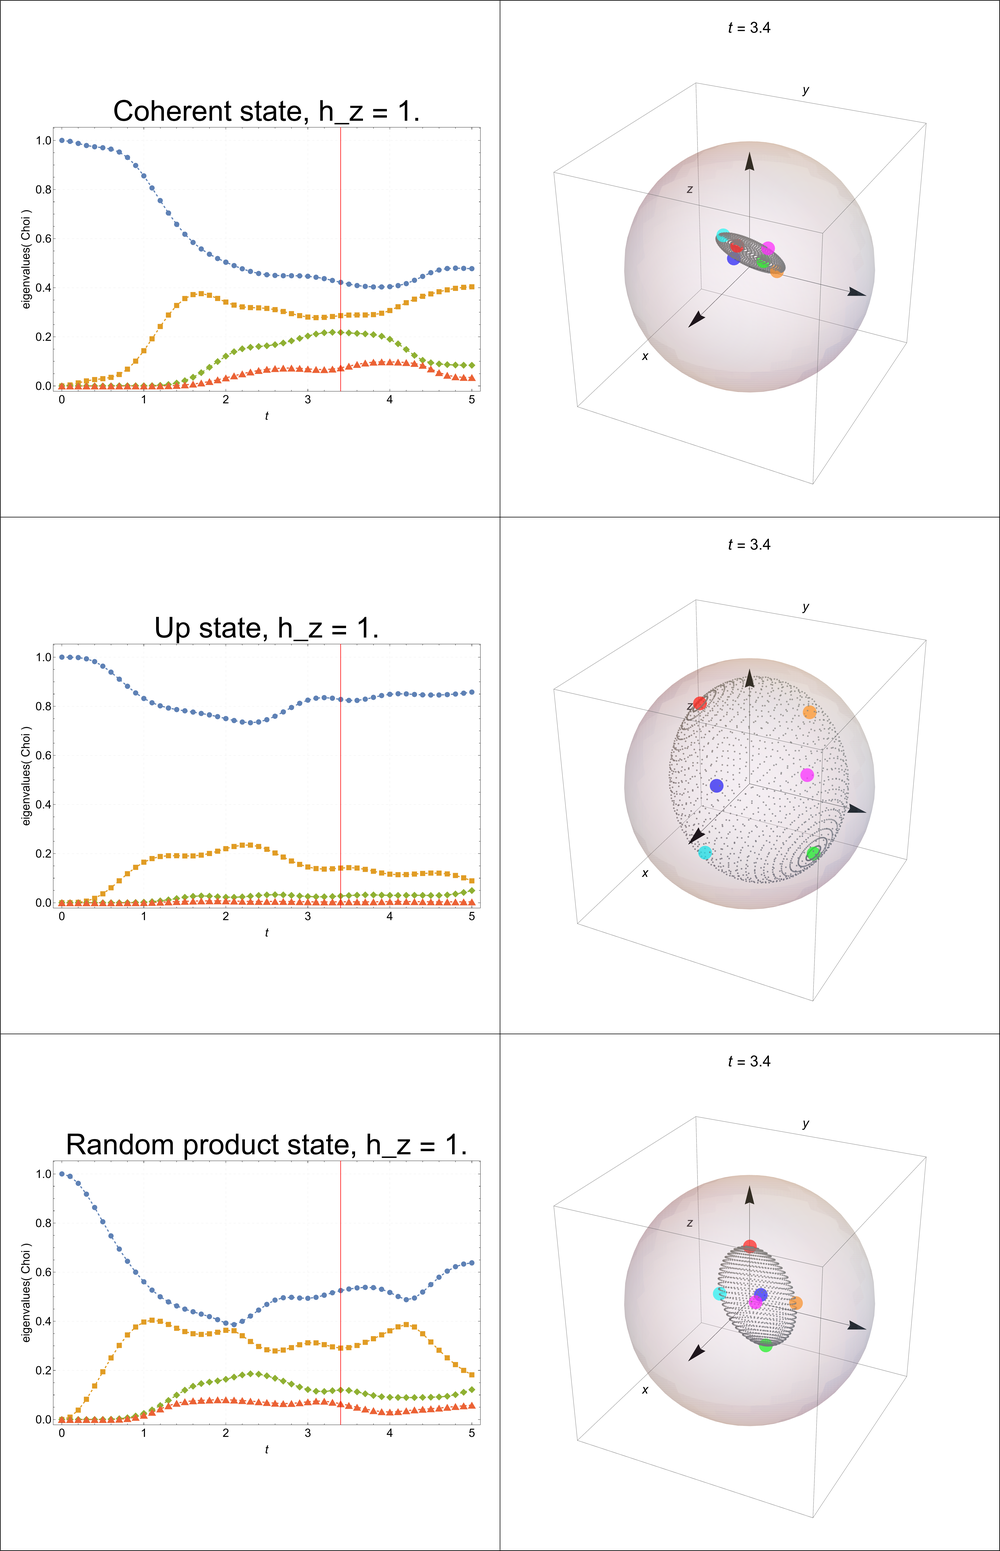 Coherent state, h_z = 1.
eigenvalues( Choi )
1.0
0.8
0.6
0.4
0.2
0.0
0 1 2 3 4 5
t
t = 3.4
y
z
x
Up state, h_z = 1.
eigenvalues( Choi )
1.0
0.8
0.6
0.4
0.2
0.0
0 1 2 3 4 5
t
t = 3.4
y
z
x
Random product state, h_z = 1.
eigenvalues( Choi )
1.0
0.8
0.6
0.4
0.2
0.0
0 1 2 3 4 5
t
t = 3.4
y
z
x